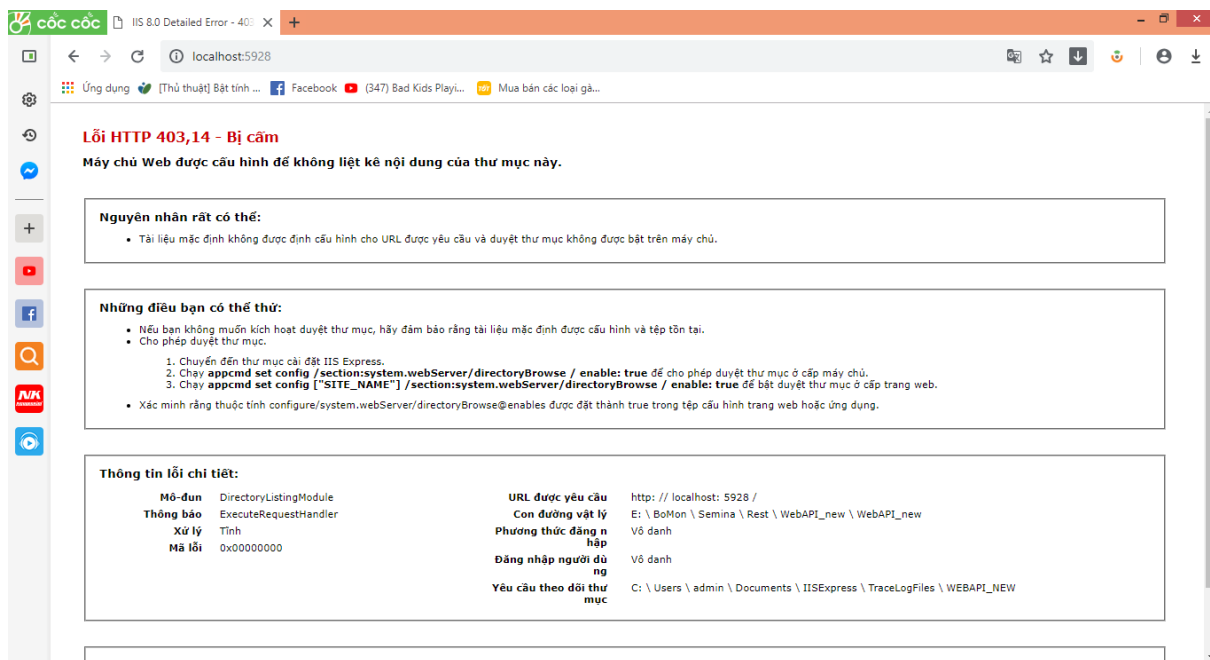 cốc cốc
IIS 8.0 Detailed Error - 403
localhost:5928
Ứng dụng [Thủ thuật] Bật tính ... Facebook (347) Bad Kids Playi... Mua bán các loại gà...
Lỗi HTTP 403,14 - Bị cấm
Máy chủ Web được cấu hình để không liệt kê nội dung của thư mục này.
Nguyên nhân rất có thể:
• Tài liệu mặc định không được định cấu hình cho URL được yêu cầu và duyệt thư mục không được bật trên máy chủ.
Những điều bạn có thể thử:
• Nếu bạn không muốn kích hoạt duyệt thư mục, hãy đảm bảo rằng tài liệu mặc định được cấu hình và tệp tồn tại.
• Cho phép duyệt thư mục.
1. Chuyển đến thư mục cài đặt IIS Express.
2. Chạy appcmd set config /section:system.webServer/directoryBrowse / enable: true để cho phép duyệt thư mục ở cấp máy chủ.
3. Chạy appcmd set config ["SITE_NAME"] /section:system.webServer/directoryBrowse / enable: true để bật duyệt thư mục ở cấp trang web.
• Xác minh rằng thuộc tính configure/system.webServer/directoryBrowse@enables được đặt thành true trong tệp cấu hình trang web hoặc ứng dụng.
Thông tin lỗi chi tiết:
Mô-đun DirectoryListingModule
Thông báo ExecuteRequestHandler
Xử lý Tĩnh
Mã lỗi 0x00000000
URL được yêu cầu http: // localhost: 5928 /
Con đường vật lý E: \ BoMon \ Semina \ Rest \ WebAPI_new \ WebAPI_new
Phương thức đăng n Vô danh
hập
Đăng nhập người dù Vô danh
ng
Yêu cầu theo dõi thư C: \ Users \ admin \ Documents \ IISExpress \ TraceLogFiles \ WEBAPI_NEW
mục